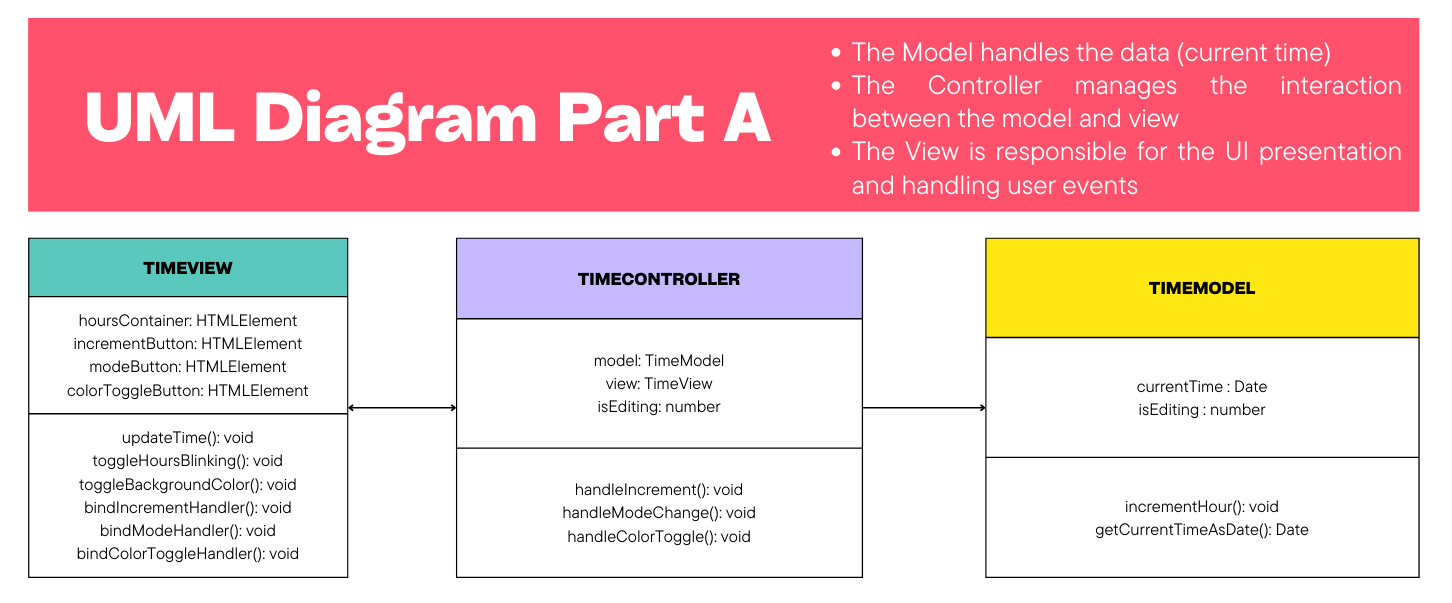 UML Diagram Part A
• The Model handles the data (current time)
• The Controller manages the interaction
between the model and view
• The View is responsible for the UI presentation
and handling user events
TIMEVIEW
hoursContainer: HTMLElement
incrementButton: HTMLElement
modeButton: HTMLElement
colorToggleButton: HTMLElement
updateTime(): void
toggleHoursBlinking(): void
toggleBackgroundColor(): void
bindIncrementHandler(): void
bindModeHandler(): void
bindColorToggleHandler(): void
TIMECONTROLLER
model: TimeModel
view: TimeView
isEditing: number
handleIncrement(): void
handleModeChange(): void
handleColorToggle(): void
TIMEMODEL
currentTime : Date
isEditing : number
incrementHour(): void
getCurrentTimeAsDate(): Date